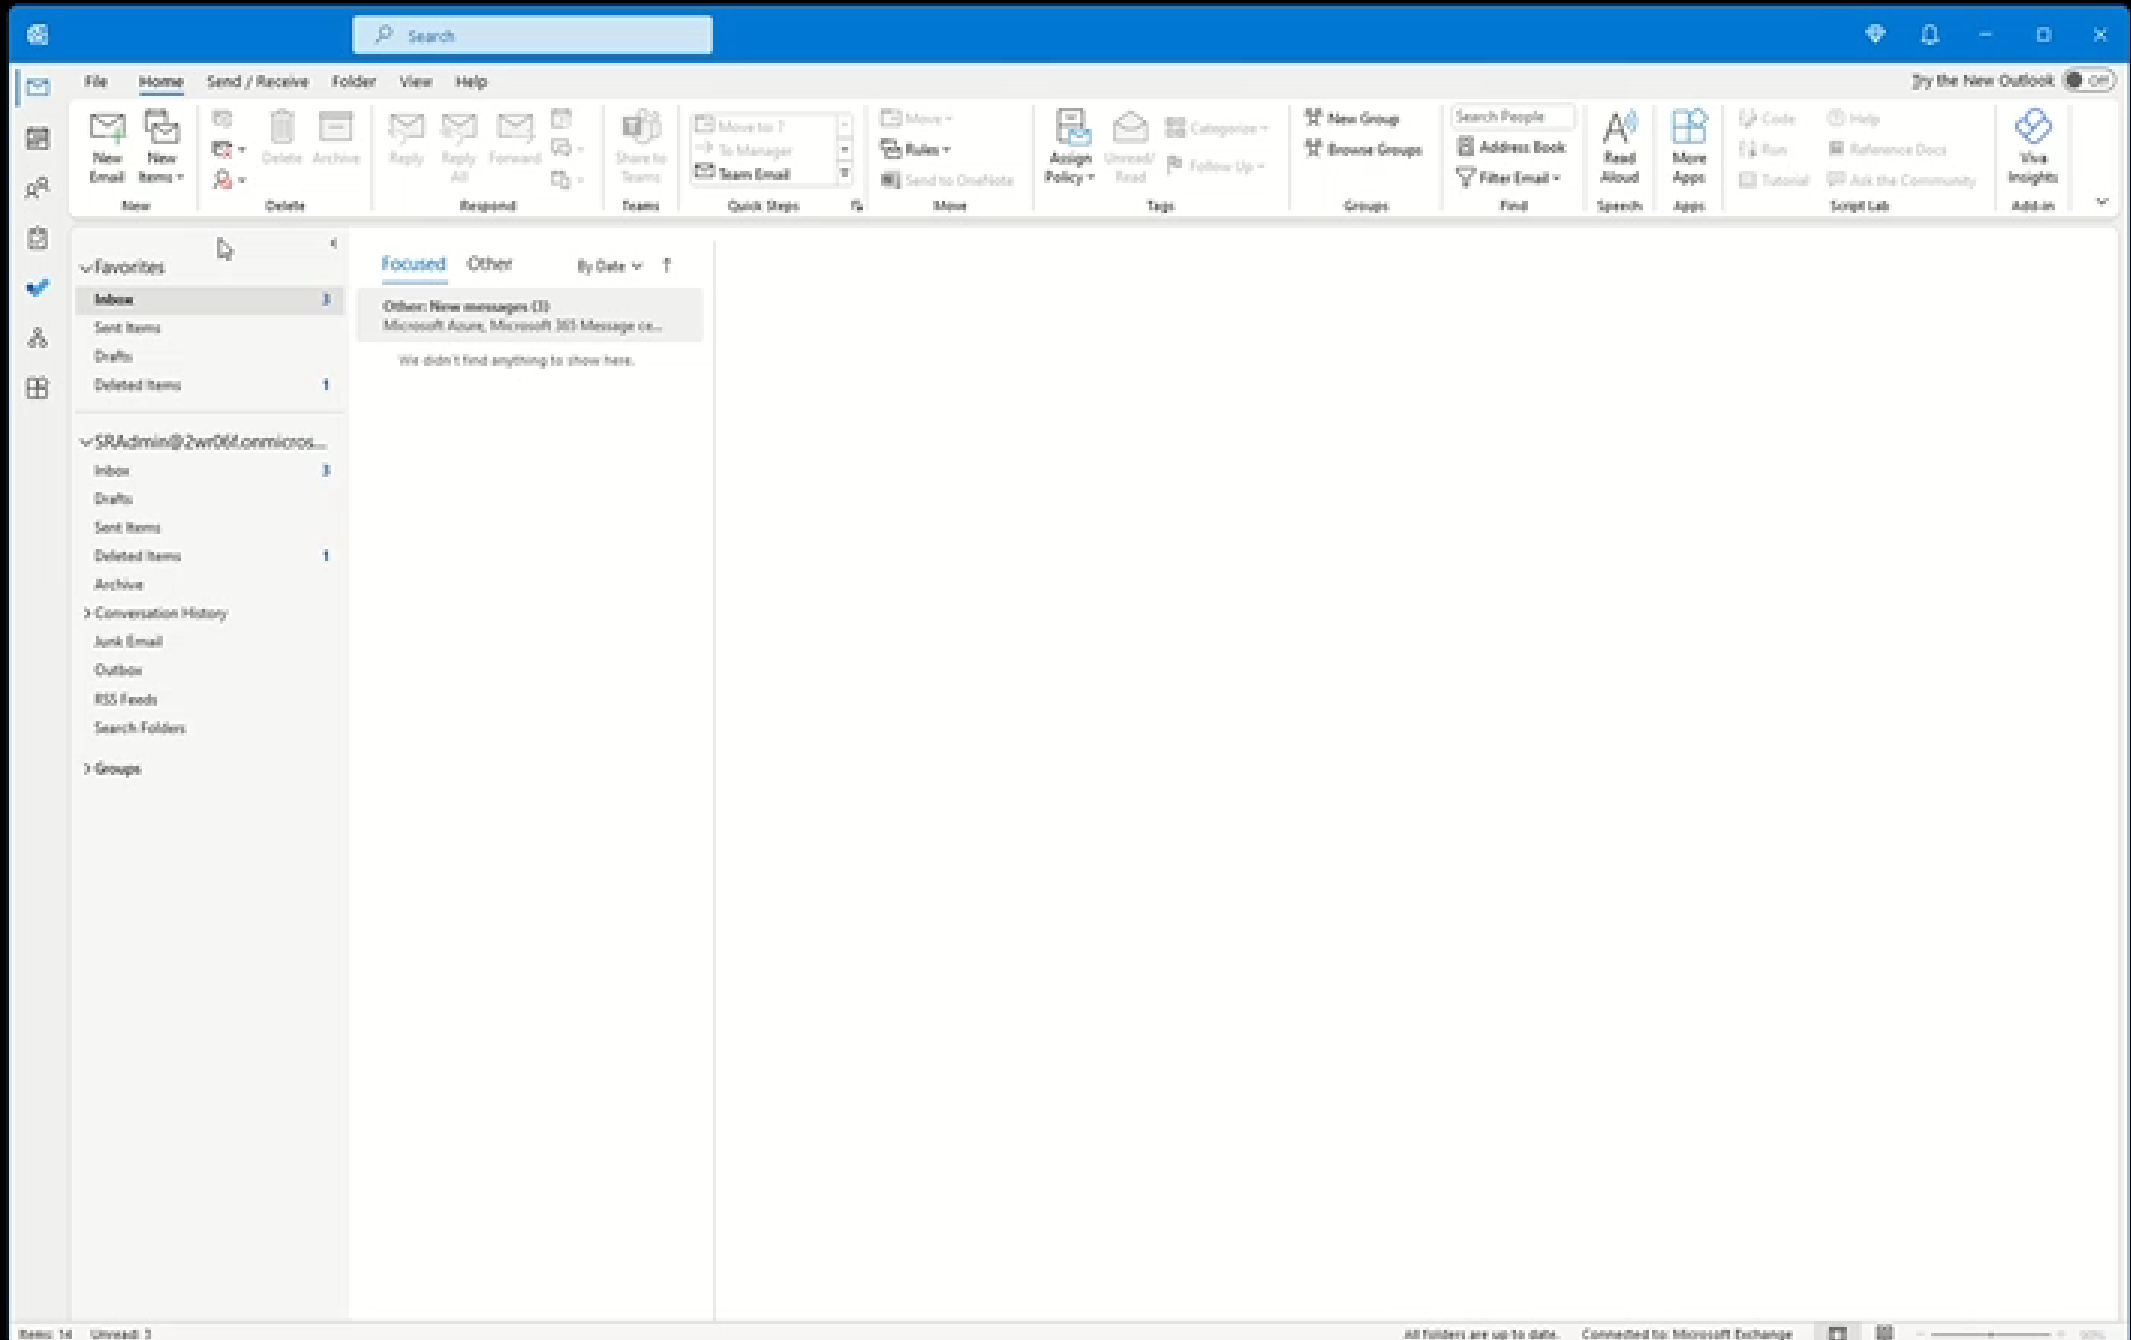 Search
File Home Send / Receive Folder View Help
Try the New Outlook Off
New Email
New Items
Delete
Archive
Reply
Reply All
Forward
Share to Teams
Move to: ?
To Manager
Team Email
Move
Rules
Send to OneNote
Assign Policy
Unread/ Read
Categorize
Follow Up
New Group
Browse Groups
Search People
Address Book
Filter Email
Read Aloud
More Apps
Code
Run
Tutorial
Help
Reference Docs
Ask the Community
Viva Insights
New Delete Respond Teams Quick Steps Move Tags Groups Find Speech Apps Script Lab Add-in
Favorites
Inbox 3
Sent Items
Drafts
Deleted Items 1
SRAdmin@2wr06f.onmicros...
Inbox 3
Drafts
Sent Items
Deleted Items 1
Archive
Conversation History
Junk Email
Outbox
RSS Feeds
Search Folders
Groups
Focused Other By Date
Other: New messages (3)
Microsoft Azure, Microsoft 365 Message ce...
We didn't find anything to show here.
Items: 14 Unread: 3
All folders are up to date. Connected to: Microsoft Exchange